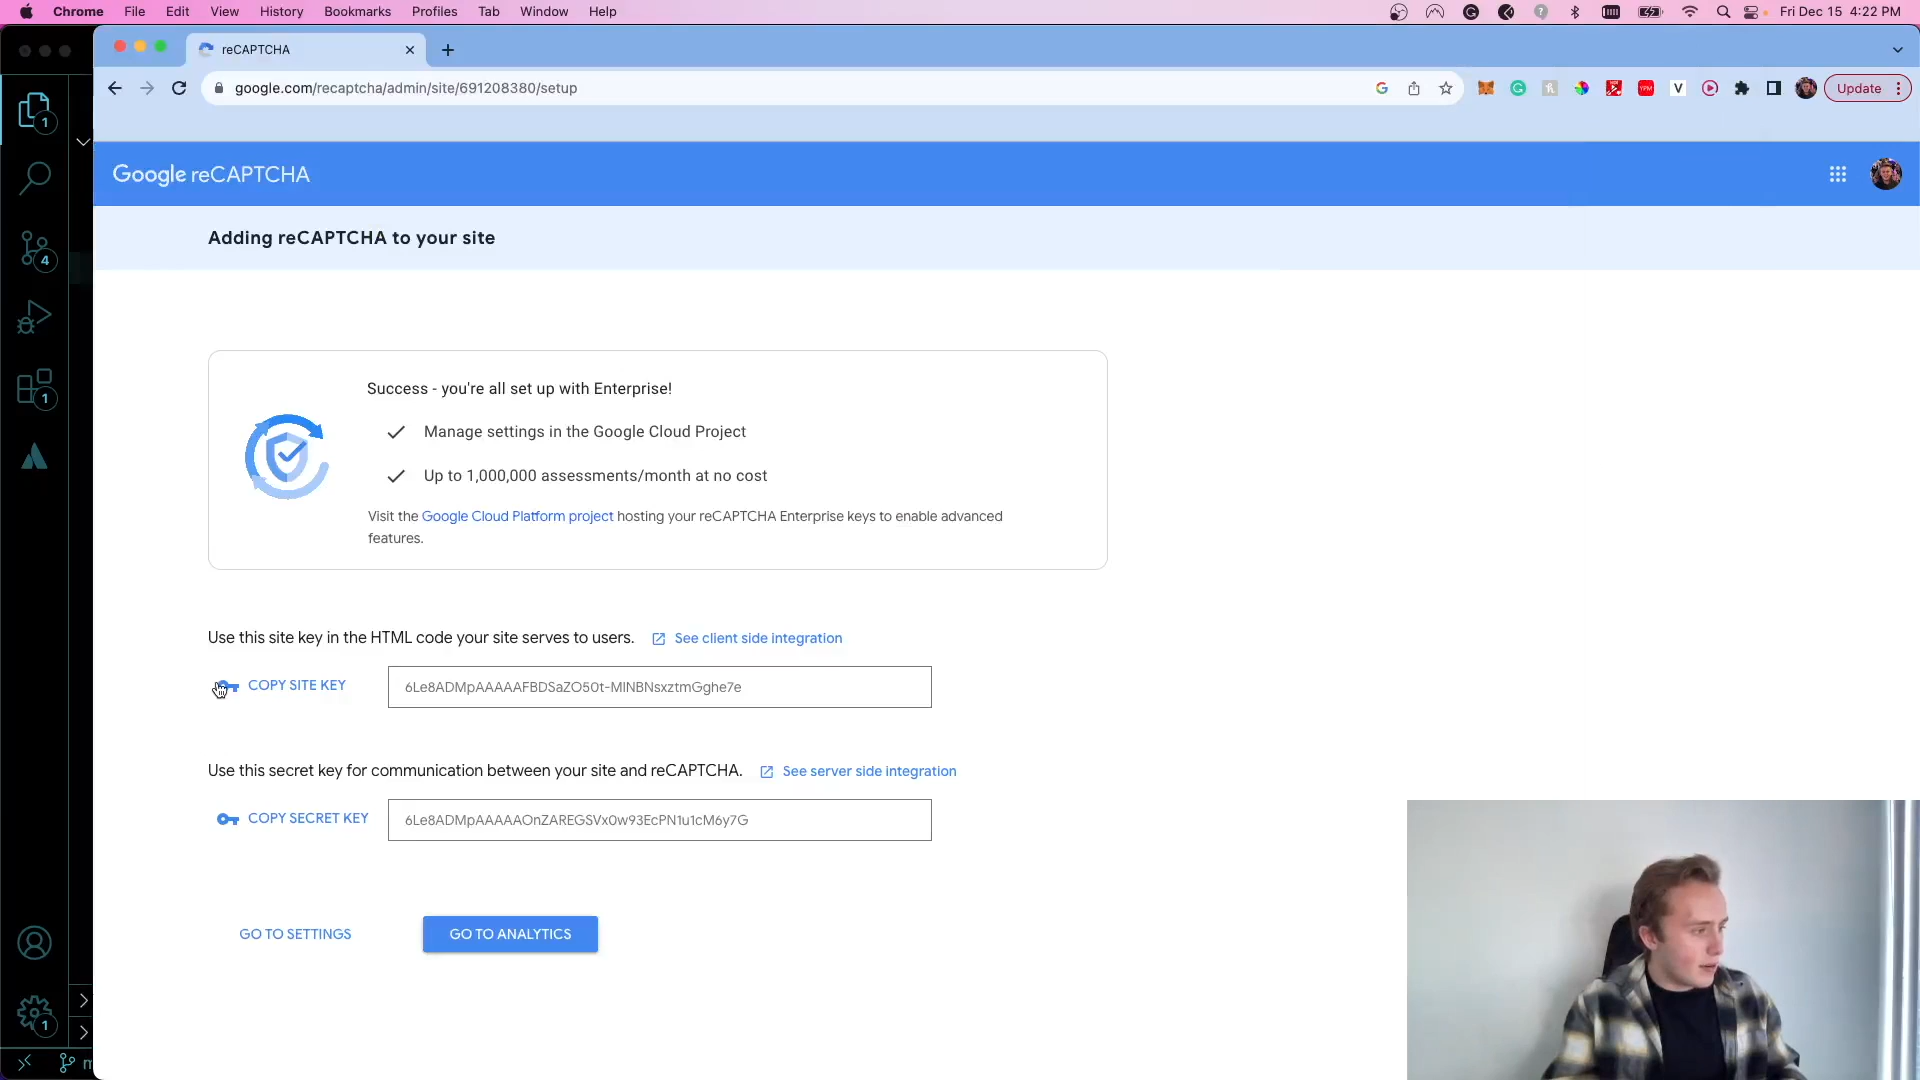 Chrome File Edit View History Bookmarks Profiles Tab Window Help
Fri Dec 15 4:22 PM
reCAPTCHA
google.com/recaptcha/admin/site/691208380/setup
Update
Google reCAPTCHA
Adding reCAPTCHA to your site
Success - you're all set up with Enterprise!
Manage settings in the Google Cloud Project
Up to 1,000,000 assessments/month at no cost
Visit the Google Cloud Platform project hosting your reCAPTCHA Enterprise keys to enable advanced
features.
Use this site key in the HTML code your site serves to users. See client side integration
COPY SITE KEY
6Le8ADMpAAAAAFBDSaZO50t-MINBNsxztmGghe7e
Use this secret key for communication between your site and reCAPTCHA. See server side integration
COPY SECRET KEY
6Le8ADMpAAAAAOnZAREGSVx0w93EcPN1u1cM6y7G
GO TO SETTINGS
GO TO ANALYTICS
1
4
1
1